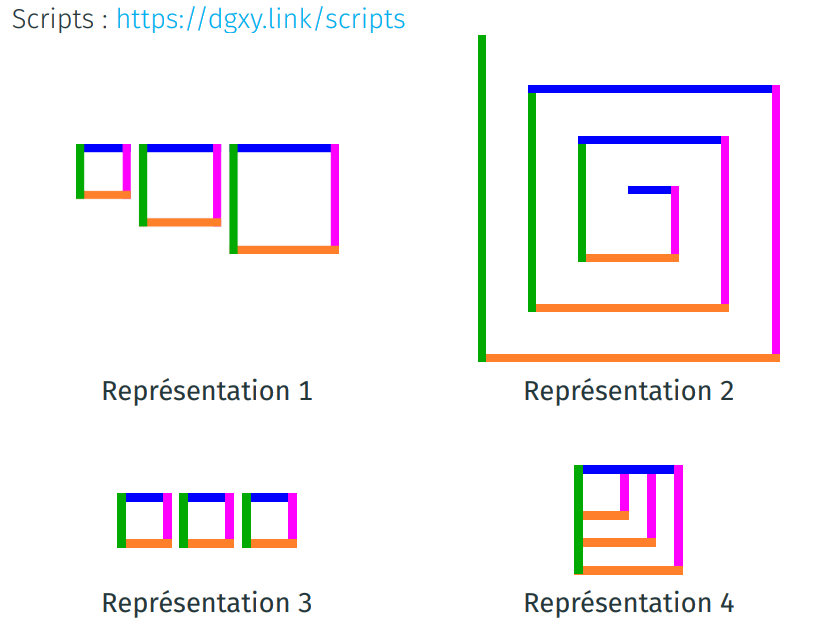 Scripts : https://dgxy.link/scripts
Représentation 1
Représentation 2
Représentation 3
Représentation 4